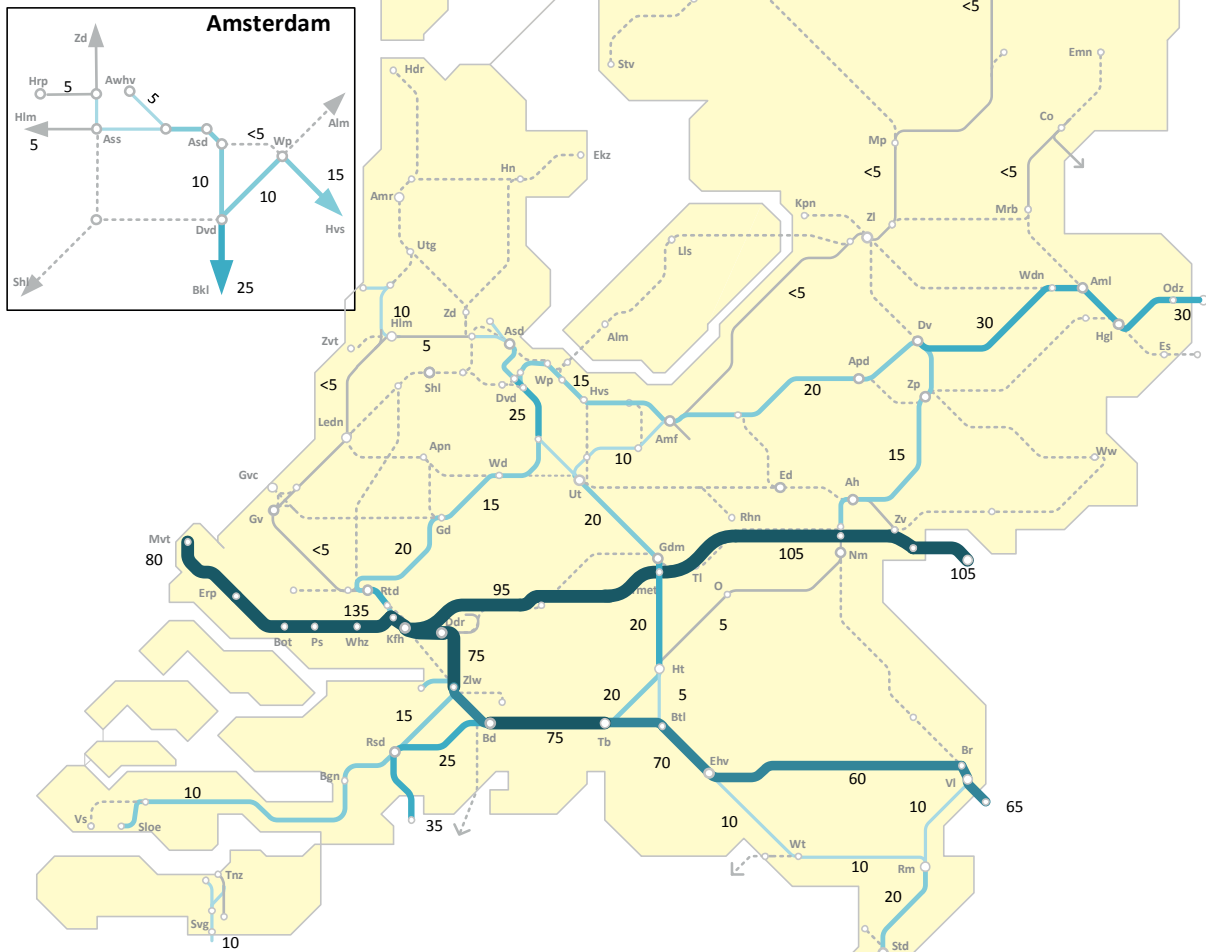 Amsterdam
Zd
Hrp
5
Awhv
5
Hlm
5
Ass
Asd
<5
Wp
Alm
10
10
15
Dvd
Hvs
Shl
Bkl
25
<5
Stv
Emn
Hdr
Co
Mp
Ekz
Hn
<5
<5
Amr
Kpn
Zl
Mrb
Utg
Lls
Wdn
Aml
Odz
<5
10
Zd
Hlm
30
30
Asd
Alm
Dv
Hgl
Zvt
5
Es
Shl
Wp
15
Apd
<5
Hvs
Zp
Dvd
20
25
Ledn
Amf
Apn
10
15
Ww
Wd
Gvc
Ut
Ed
Ah
15
Gv
Gd
20
Rhn
Zv
Mvt
<5
20
Gdm
105
Nm
80
Tl
105
Erp
Rtd
95
met
O
135
20
5
Bot
Ps
Whz
Kfh
Ddr
75
Ht
Zlw
20
5
15
Btl
Rsd
Bd
75
Tb
25
70
Br
Ehv
60
Bgn
Vl
10
65
10
Vs
Sloe
35
10
Wt
10
Rm
Tnz
20
Svg
10
Std